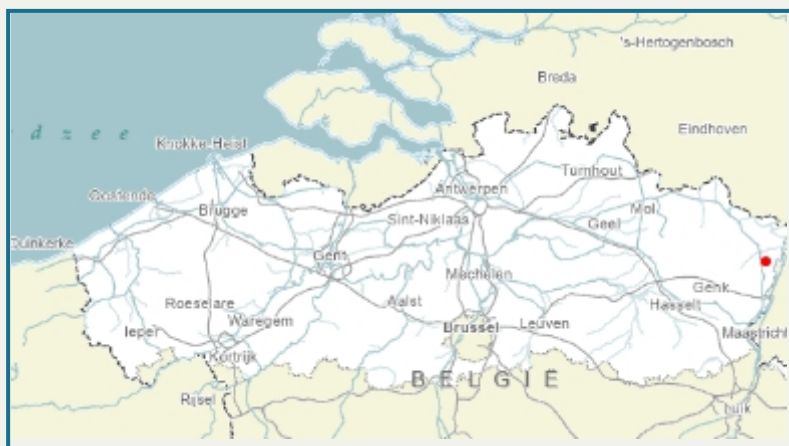 's-Hertogenbosch
Breda
Eindhoven
d z e e
Knokke-Heist
Turnhout
Antwerpen
Oostende
Brugge
Sint-Niklaas
Geel
Mol
Duinkerke
Gent
Mechelen
Genk
Roeselare
Aalst
Hasselt
Ieper
Waregem
Brussel
Leuven
Maastricht
Kortrijk
BELGIË
Rijsel
Luik